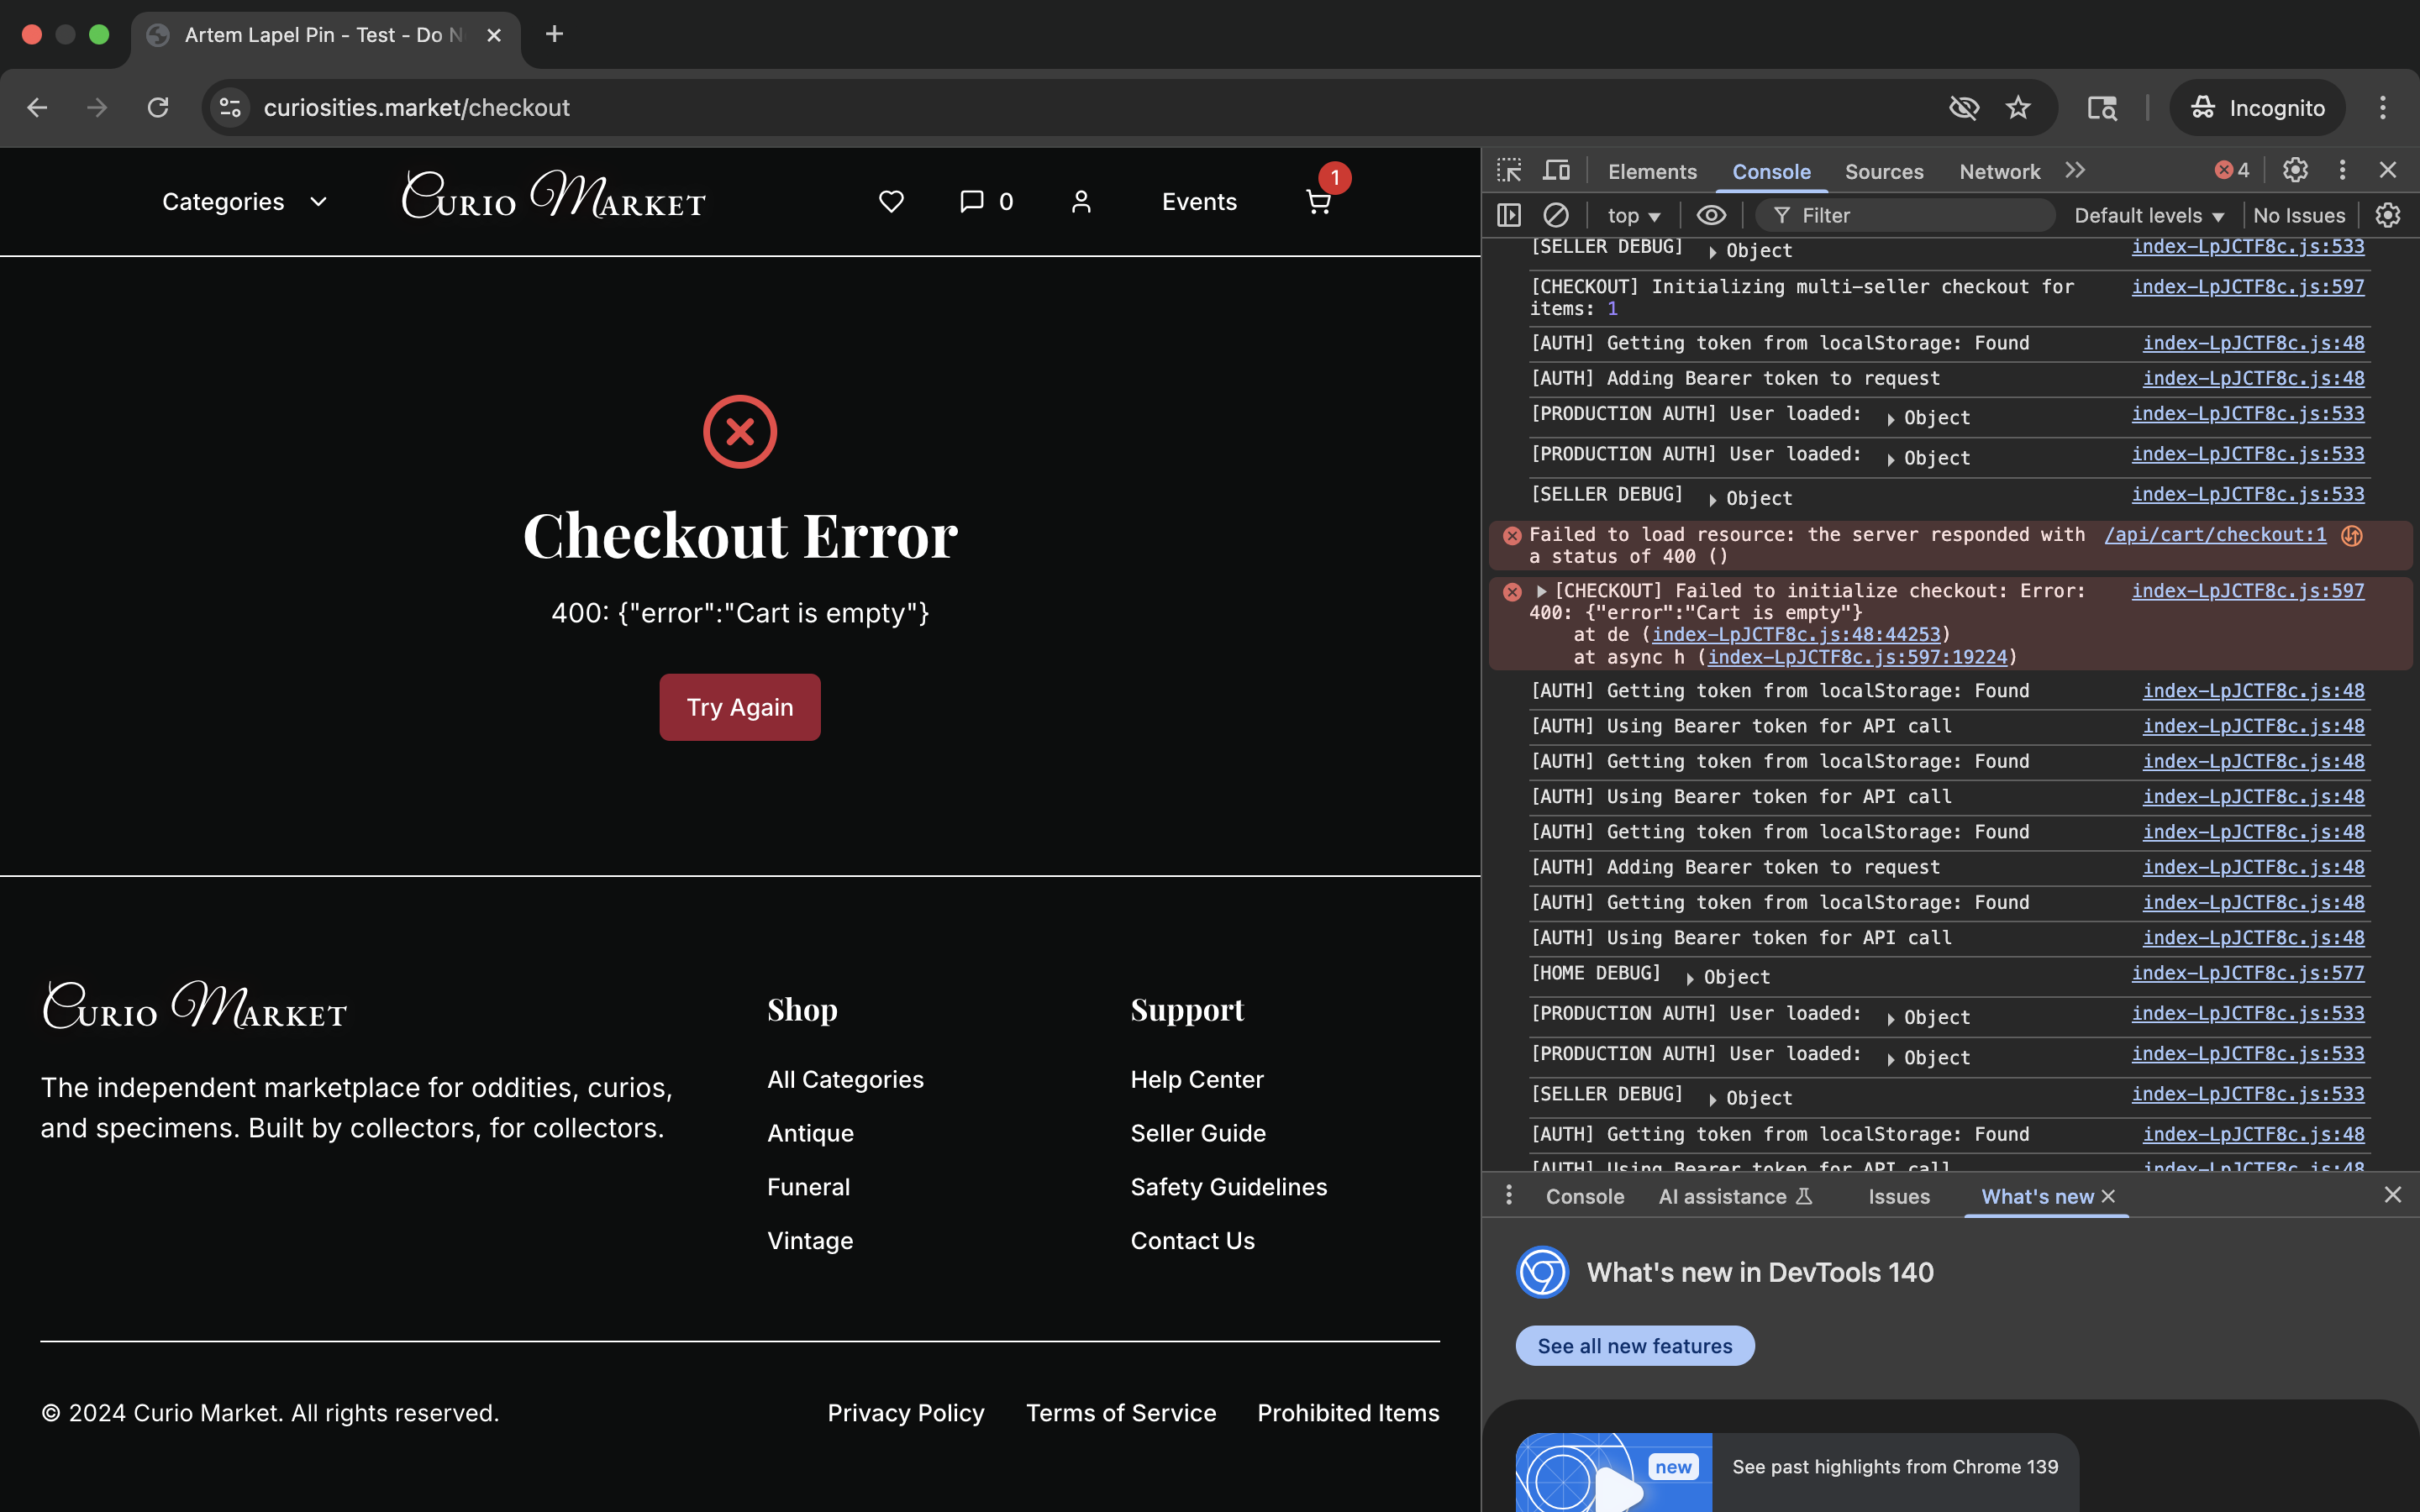 Artem Lapel Pin - Test - Do N
curiosities.market/checkout
Incognito
Categories
Curio Market
0
Events
1
Checkout Error
400: {"error":"Cart is empty"}
Try Again
Curio Market
The independent marketplace for oddities, curios,
and specimens. Built by collectors, for collectors.
Shop
All Categories
Antique
Funeral
Vintage
Support
Help Center
Seller Guide
Safety Guidelines
Contact Us
© 2024 Curio Market. All rights reserved.
Privacy Policy
Terms of Service
Prohibited Items
Elements
Console
Sources
Network
4
top
Filter
Default levels
No Issues
[SELLER DEBUG] Object index-LpJCTF8c.js:533
[CHECKOUT] Initializing multi-seller checkout for index-LpJCTF8c.js:597
items: 1
[AUTH] Getting token from localStorage: Found index-LpJCTF8c.js:48
[AUTH] Adding Bearer token to request index-LpJCTF8c.js:48
[PRODUCTION AUTH] User loaded: Object index-LpJCTF8c.js:533
[PRODUCTION AUTH] User loaded: Object index-LpJCTF8c.js:533
[SELLER DEBUG] Object index-LpJCTF8c.js:533
Failed to load resource: the server responded with /api/cart/checkout:1
a status of 400 ()
[CHECKOUT] Failed to initialize checkout: Error: index-LpJCTF8c.js:597
400: {"error":"Cart is empty"}
at de (index-LpJCTF8c.js:48:44253)
at async h (index-LpJCTF8c.js:597:19224)
[AUTH] Getting token from localStorage: Found index-LpJCTF8c.js:48
[AUTH] Using Bearer token for API call index-LpJCTF8c.js:48
[AUTH] Getting token from localStorage: Found index-LpJCTF8c.js:48
[AUTH] Using Bearer token for API call index-LpJCTF8c.js:48
[AUTH] Getting token from localStorage: Found index-LpJCTF8c.js:48
[AUTH] Adding Bearer token to request index-LpJCTF8c.js:48
[AUTH] Getting token from localStorage: Found index-LpJCTF8c.js:48
[AUTH] Using Bearer token for API call index-LpJCTF8c.js:48
[HOME DEBUG] Object index-LpJCTF8c.js:577
[PRODUCTION AUTH] User loaded: Object index-LpJCTF8c.js:533
[PRODUCTION AUTH] User loaded: Object index-LpJCTF8c.js:533
[SELLER DEBUG] Object index-LpJCTF8c.js:533
[AUTH] Getting token from localStorage: Found index-LpJCTF8c.js:48
[AUTH] Using Bearer token for API call index-LpJCTF8c.js:48
Console
AI assistance
Issues
What's new
What's new in DevTools 140
See all new features
new
See past highlights from Chrome 139